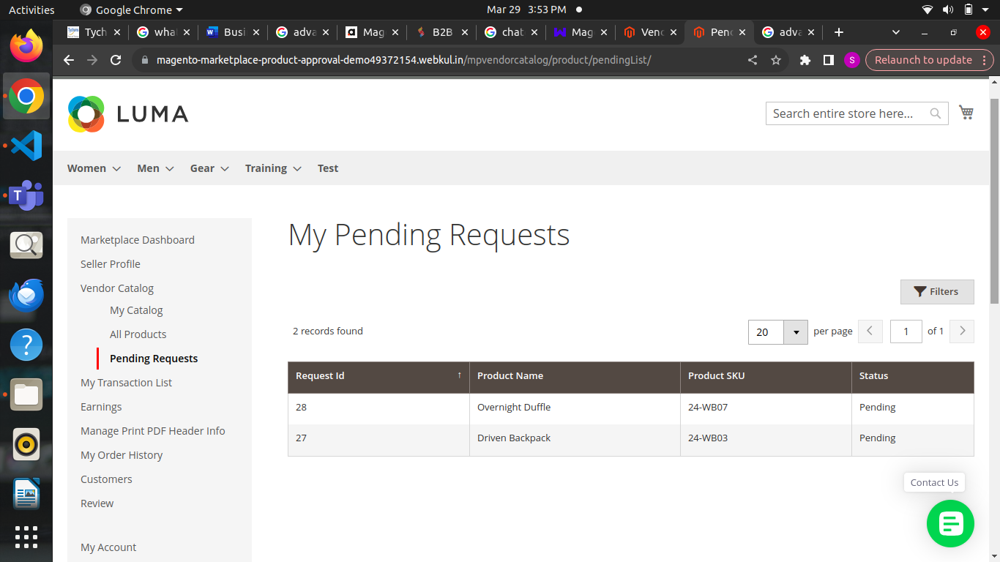 Activities Google Chrome Mar 29 3:53 PM
Tych wha Busi adva Mag B2B chat Mag Ven Pen adva
magento-marketplace-product-approval-demo49372154.webkul.in/mpvendorcatalog/product/pendingList/ S Relaunch to update
LUMA
Search entire store here...
Women Men Gear Training Test
Marketplace Dashboard
Seller Profile
Vendor Catalog
My Catalog
All Products
Pending Requests
My Transaction List
Earnings
Manage Print PDF Header Info
My Order History
Customers
Review
My Account
My Pending Requests
Filters
2 records found 20 per page 1 of 1
Request Id ↑ Product Name Product SKU Status
28 Overnight Duffle 24-WB07 Pending
27 Driven Backpack 24-WB03 Pending
Contact Us